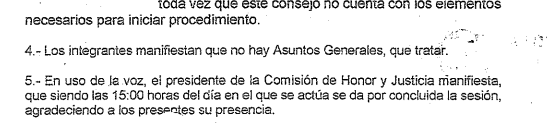 toda vez que este consejo no cuenta con los elementos
necesarios para iniciar procedimiento.
4.- Los integrantes manifiestan que no hay Asuntos Generales, que tratar.
5.- En uso de la voz, el presidente de la Comisión de Honor y Justicia manifiesta,
que siendo las 15:00 horas del día en el que se actúa se da por concluida la sesión,
agradeciendo a los presentes su presencia.